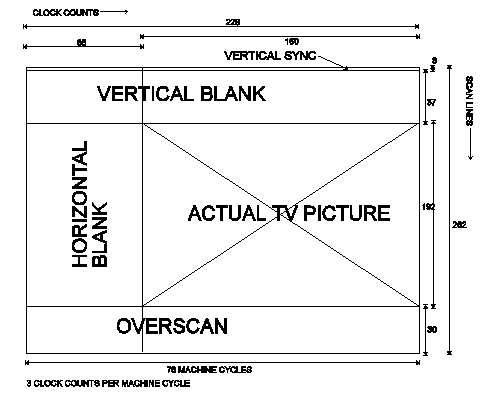 CLOCK COUNTS
228
68
160
VERTICAL SYNC
3
VERTICAL BLANK
37
SCAN LINES
HORIZONTAL
BLANK
ACTUAL TV PICTURE
192
262
OVERSCAN
30
76 MACHINE CYCLES
3 CLOCK COUNTS PER MACHINE CYCLE